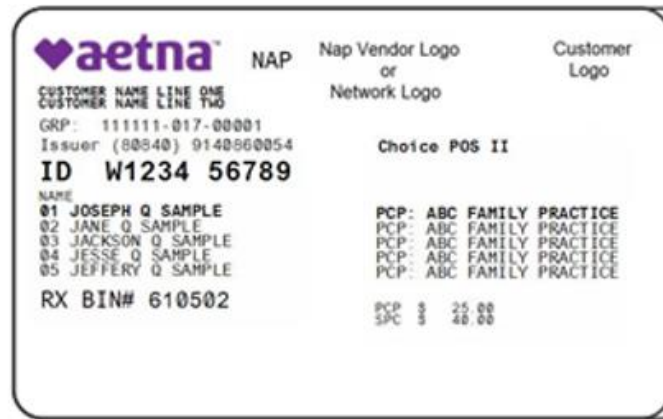 aetna™ NAP
Nap Vendor Logo
or
Network Logo
Customer
Logo
CUSTOMER NAME LINE ONE
CUSTOMER NAME LINE TWO
GRP: 111111-017-00001
Issuer (80840) 9140860054
ID W1234 56789
NAME
01 JOSEPH Q SAMPLE
02 JANE Q SAMPLE
03 JACKSON Q SAMPLE
04 JESSE Q SAMPLE
05 JEFFERY Q SAMPLE
RX BIN# 610502
Choice POS II
PCP: ABC FAMILY PRACTICE
PCP: ABC FAMILY PRACTICE
PCP: ABC FAMILY PRACTICE
PCP: ABC FAMILY PRACTICE
PCP: ABC FAMILY PRACTICE
PCP $ 25.00
SPC $ 40.00